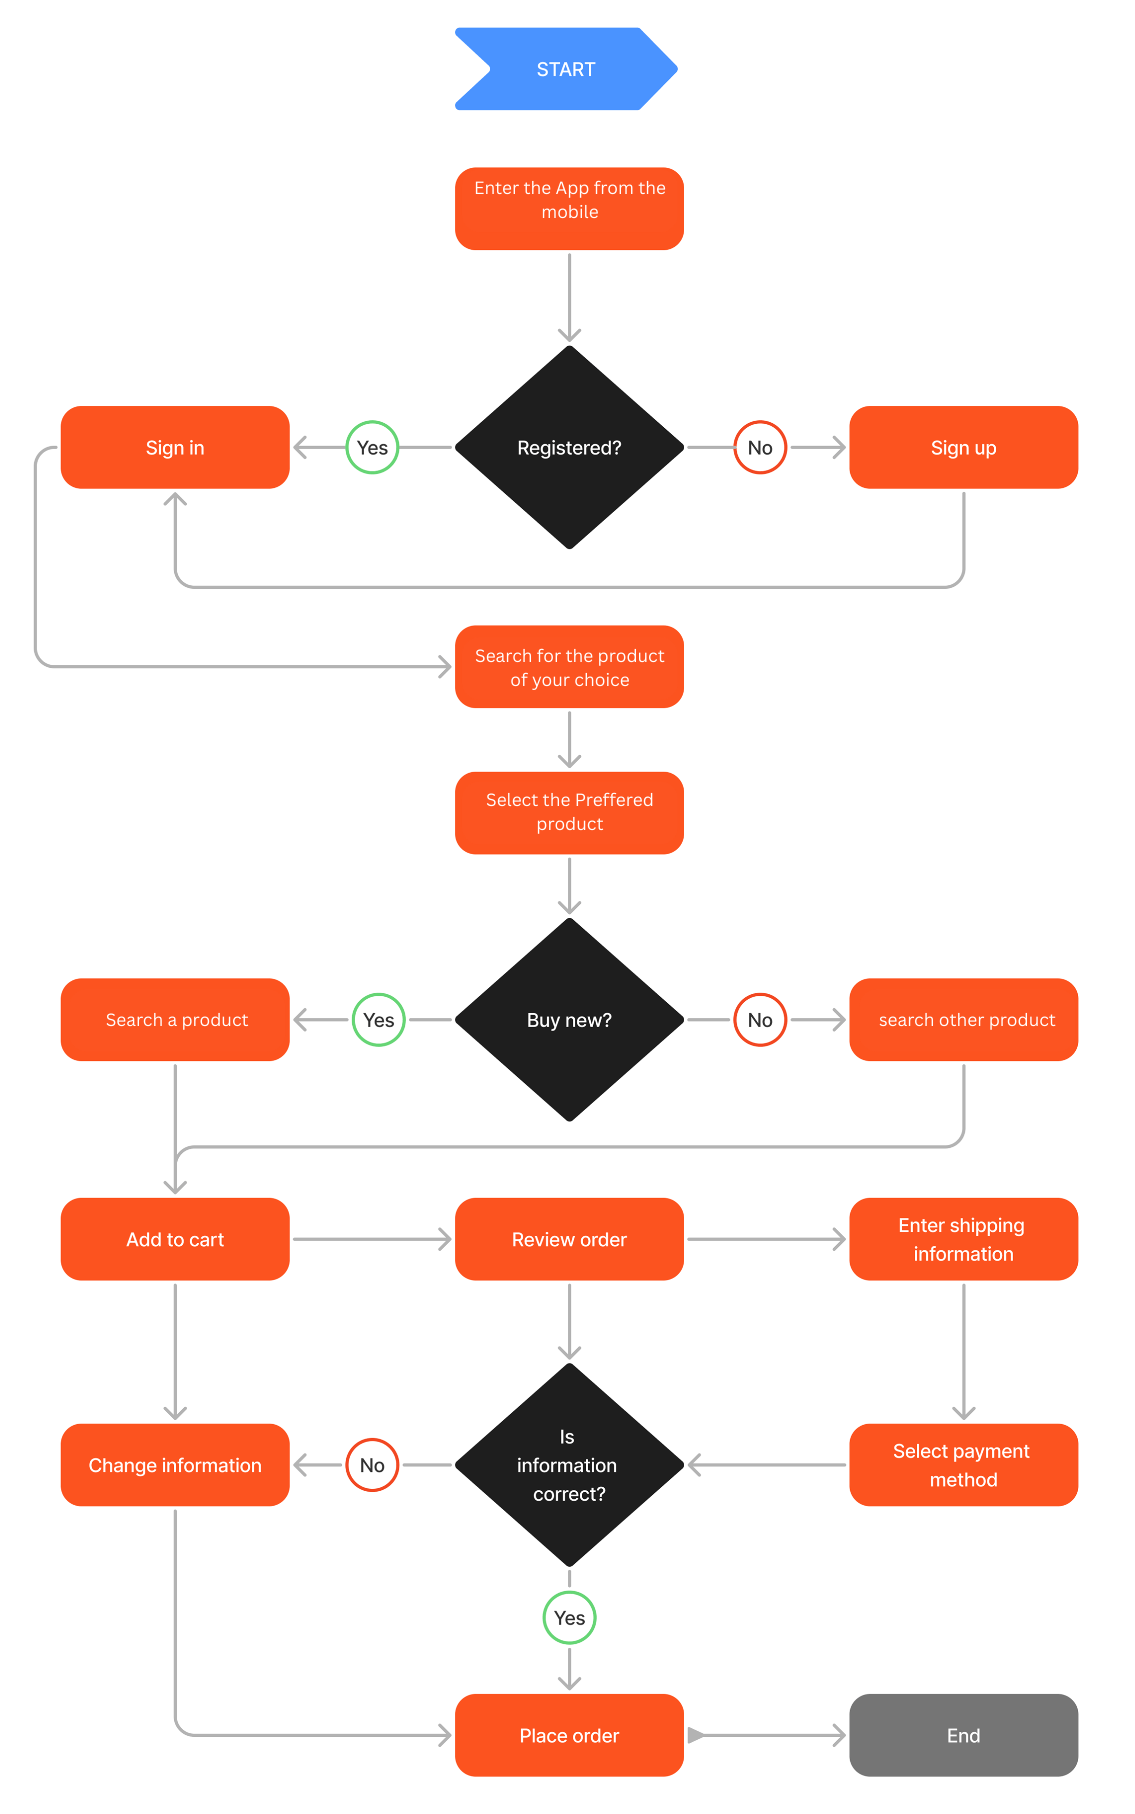 START
Enter the App from the
mobile
Sign in
Yes
Registered?
No
Sign up
Search for the product
of your choice
Select the Preffered
product
Search a product
Yes
Buy new?
No
search other product
Add to cart
Review order
Enter shipping
information
Change information
No
Is
information
correct?
Select payment
method
Yes
Place order
End